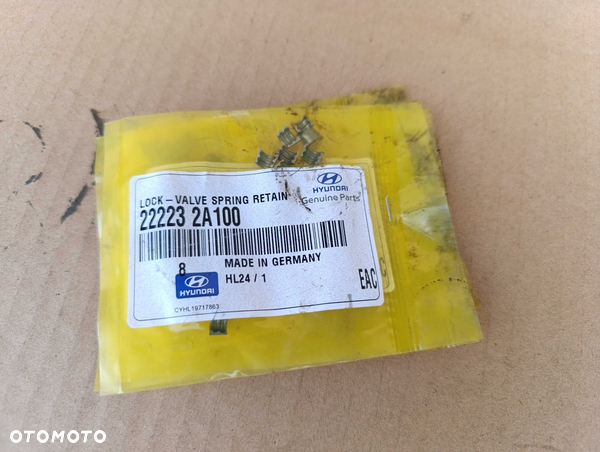 LOCK - VALVE SPRING RETAIN
22223 2A100
HYUNDAI
Genuine Parts
MADE IN GERMANY
8
HYUNDAI
HL24 / 1
EAC
C
CYHL19717863
OTOMOTO